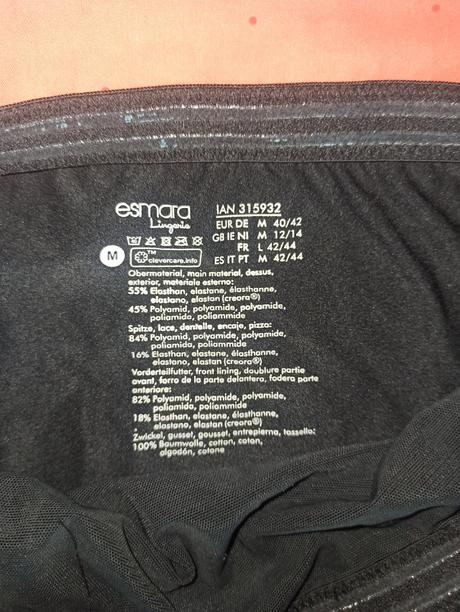 esmara
Lingerie
IAN 315932
EUR DE M 40/42
GB IE NI M 12/14
FR L 42/44
ES IT PT M 42/44
M
TM
clevercare.info
Obermaterial, main material, dessus,
exterior, materiale esterno:
55% Elasthan, elastane, élasthanne,
elastano, elastan (creora®)
45% Polyamid, polyamide, polyamide,
poliamida, poliammide
Spitze, lace, dentelle, encaje, pizzo:
84% Polyamid, polyamide, polyamide,
poliamida, poliammide
16% Elasthan, elastane, élasthanne,
elastano, elastan (creora®)
Vorderteilfutter, front lining, doublure partie
avant, forro de la parte delantera, fodera parte
anteriore:
82% Polyamid, polyamide, polyamide,
poliamida, poliammide
18% Elasthan, elastane, élasthanne,
elastano, elastan (creora®)
Zwickel, gusset, gousset, entrepierna, tassello:
100% Baumwolle, cotton, coton,
algodón, cotone